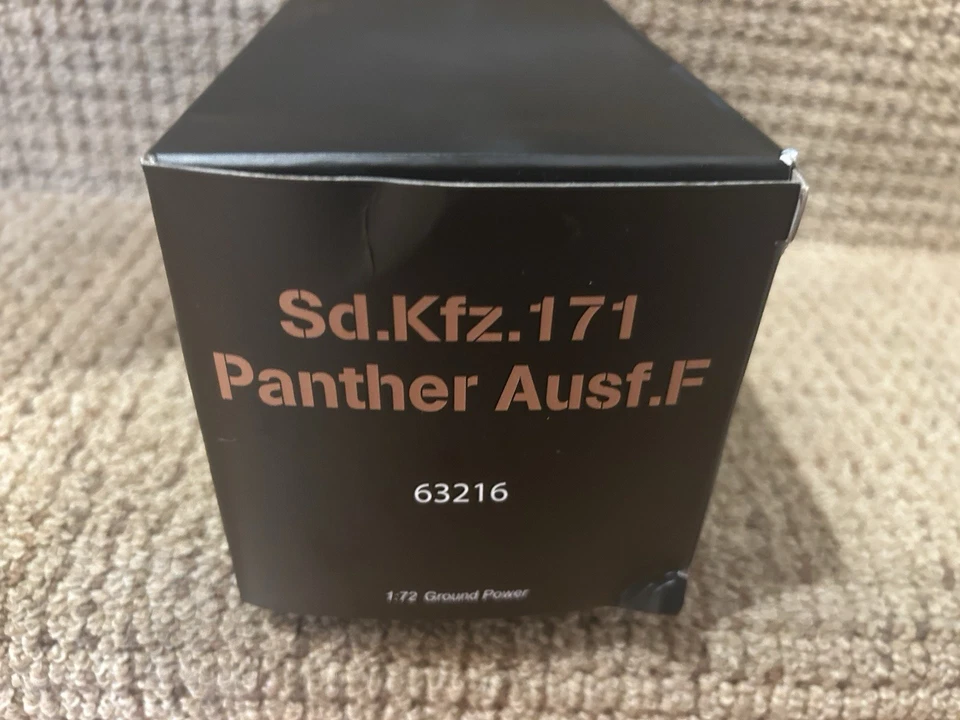 Sd.Kfz.171
Panther Ausf.F
63216
1:72 Ground Power